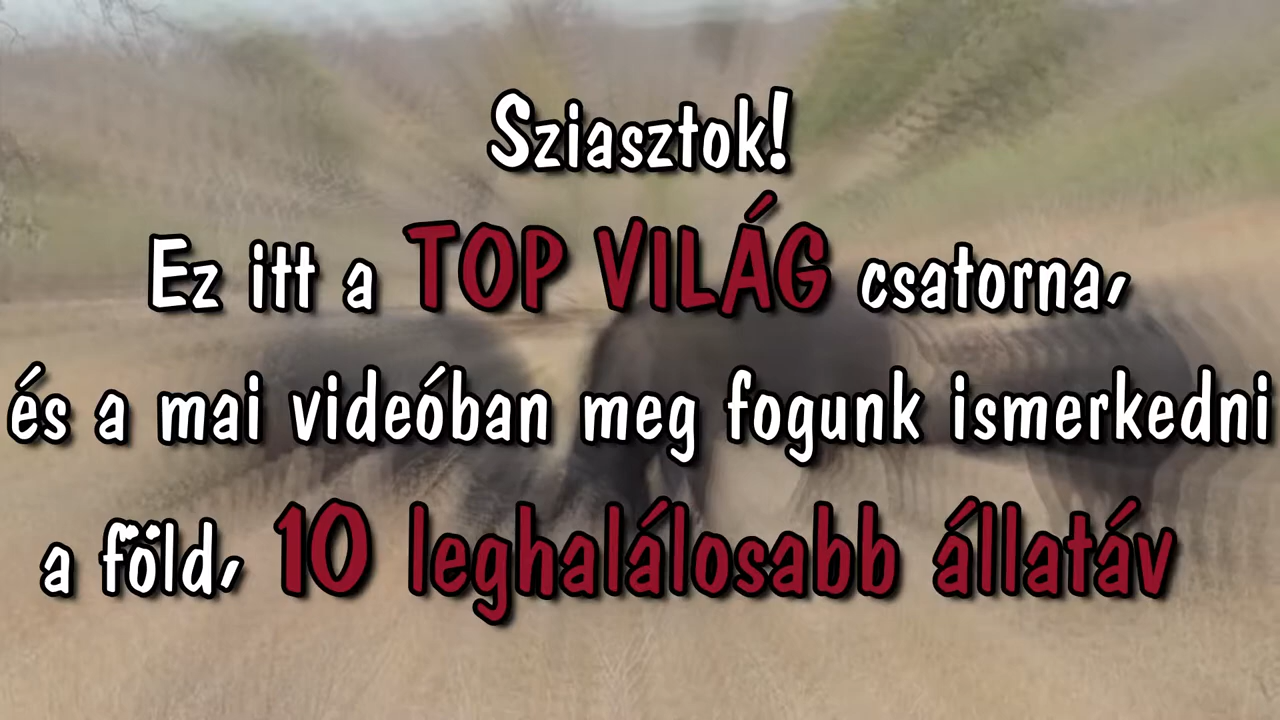 Sziasztok!
Ez itt a TOP VILÁG csatorna,
és a mai videóban meg fogunk ismerkedni
a föld, 10 leghalálosabb állatáv